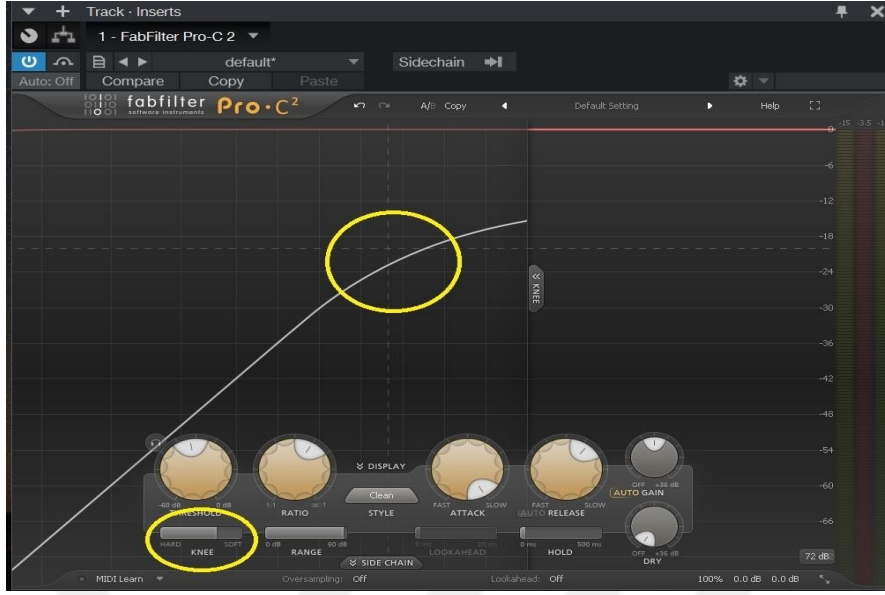 Track · Inserts
1 - FabFilter Pro-C 2
default*
Sidechain
Auto: Off Compare Copy Paste
fabfilter Pro·C²
software instruments
A/B Copy Default Setting Help
-15 -3.5
0
-6
-12
-18
-24
KNEE
-30
-36
-42
-48
-54
DISPLAY
OFF +36 dB
AUTO GAIN
-60
-60 dB 0 dB
THRESHOLD
1:1 ∞:1
RATIO
Clean
STYLE
FAST SLOW
ATTACK
FAST SLOW
AUTO RELEASE
-66
HARD SOFT
KNEE
0 dB 60 dB
RANGE
LOOKAHEAD
0 ms 500 ms
HOLD
OFF +36 dB
DRY
72 dB
SIDE CHAIN
MIDI Learn Oversampling: Off Lookahead: Off 100% 0.0 dB 0.0 dB